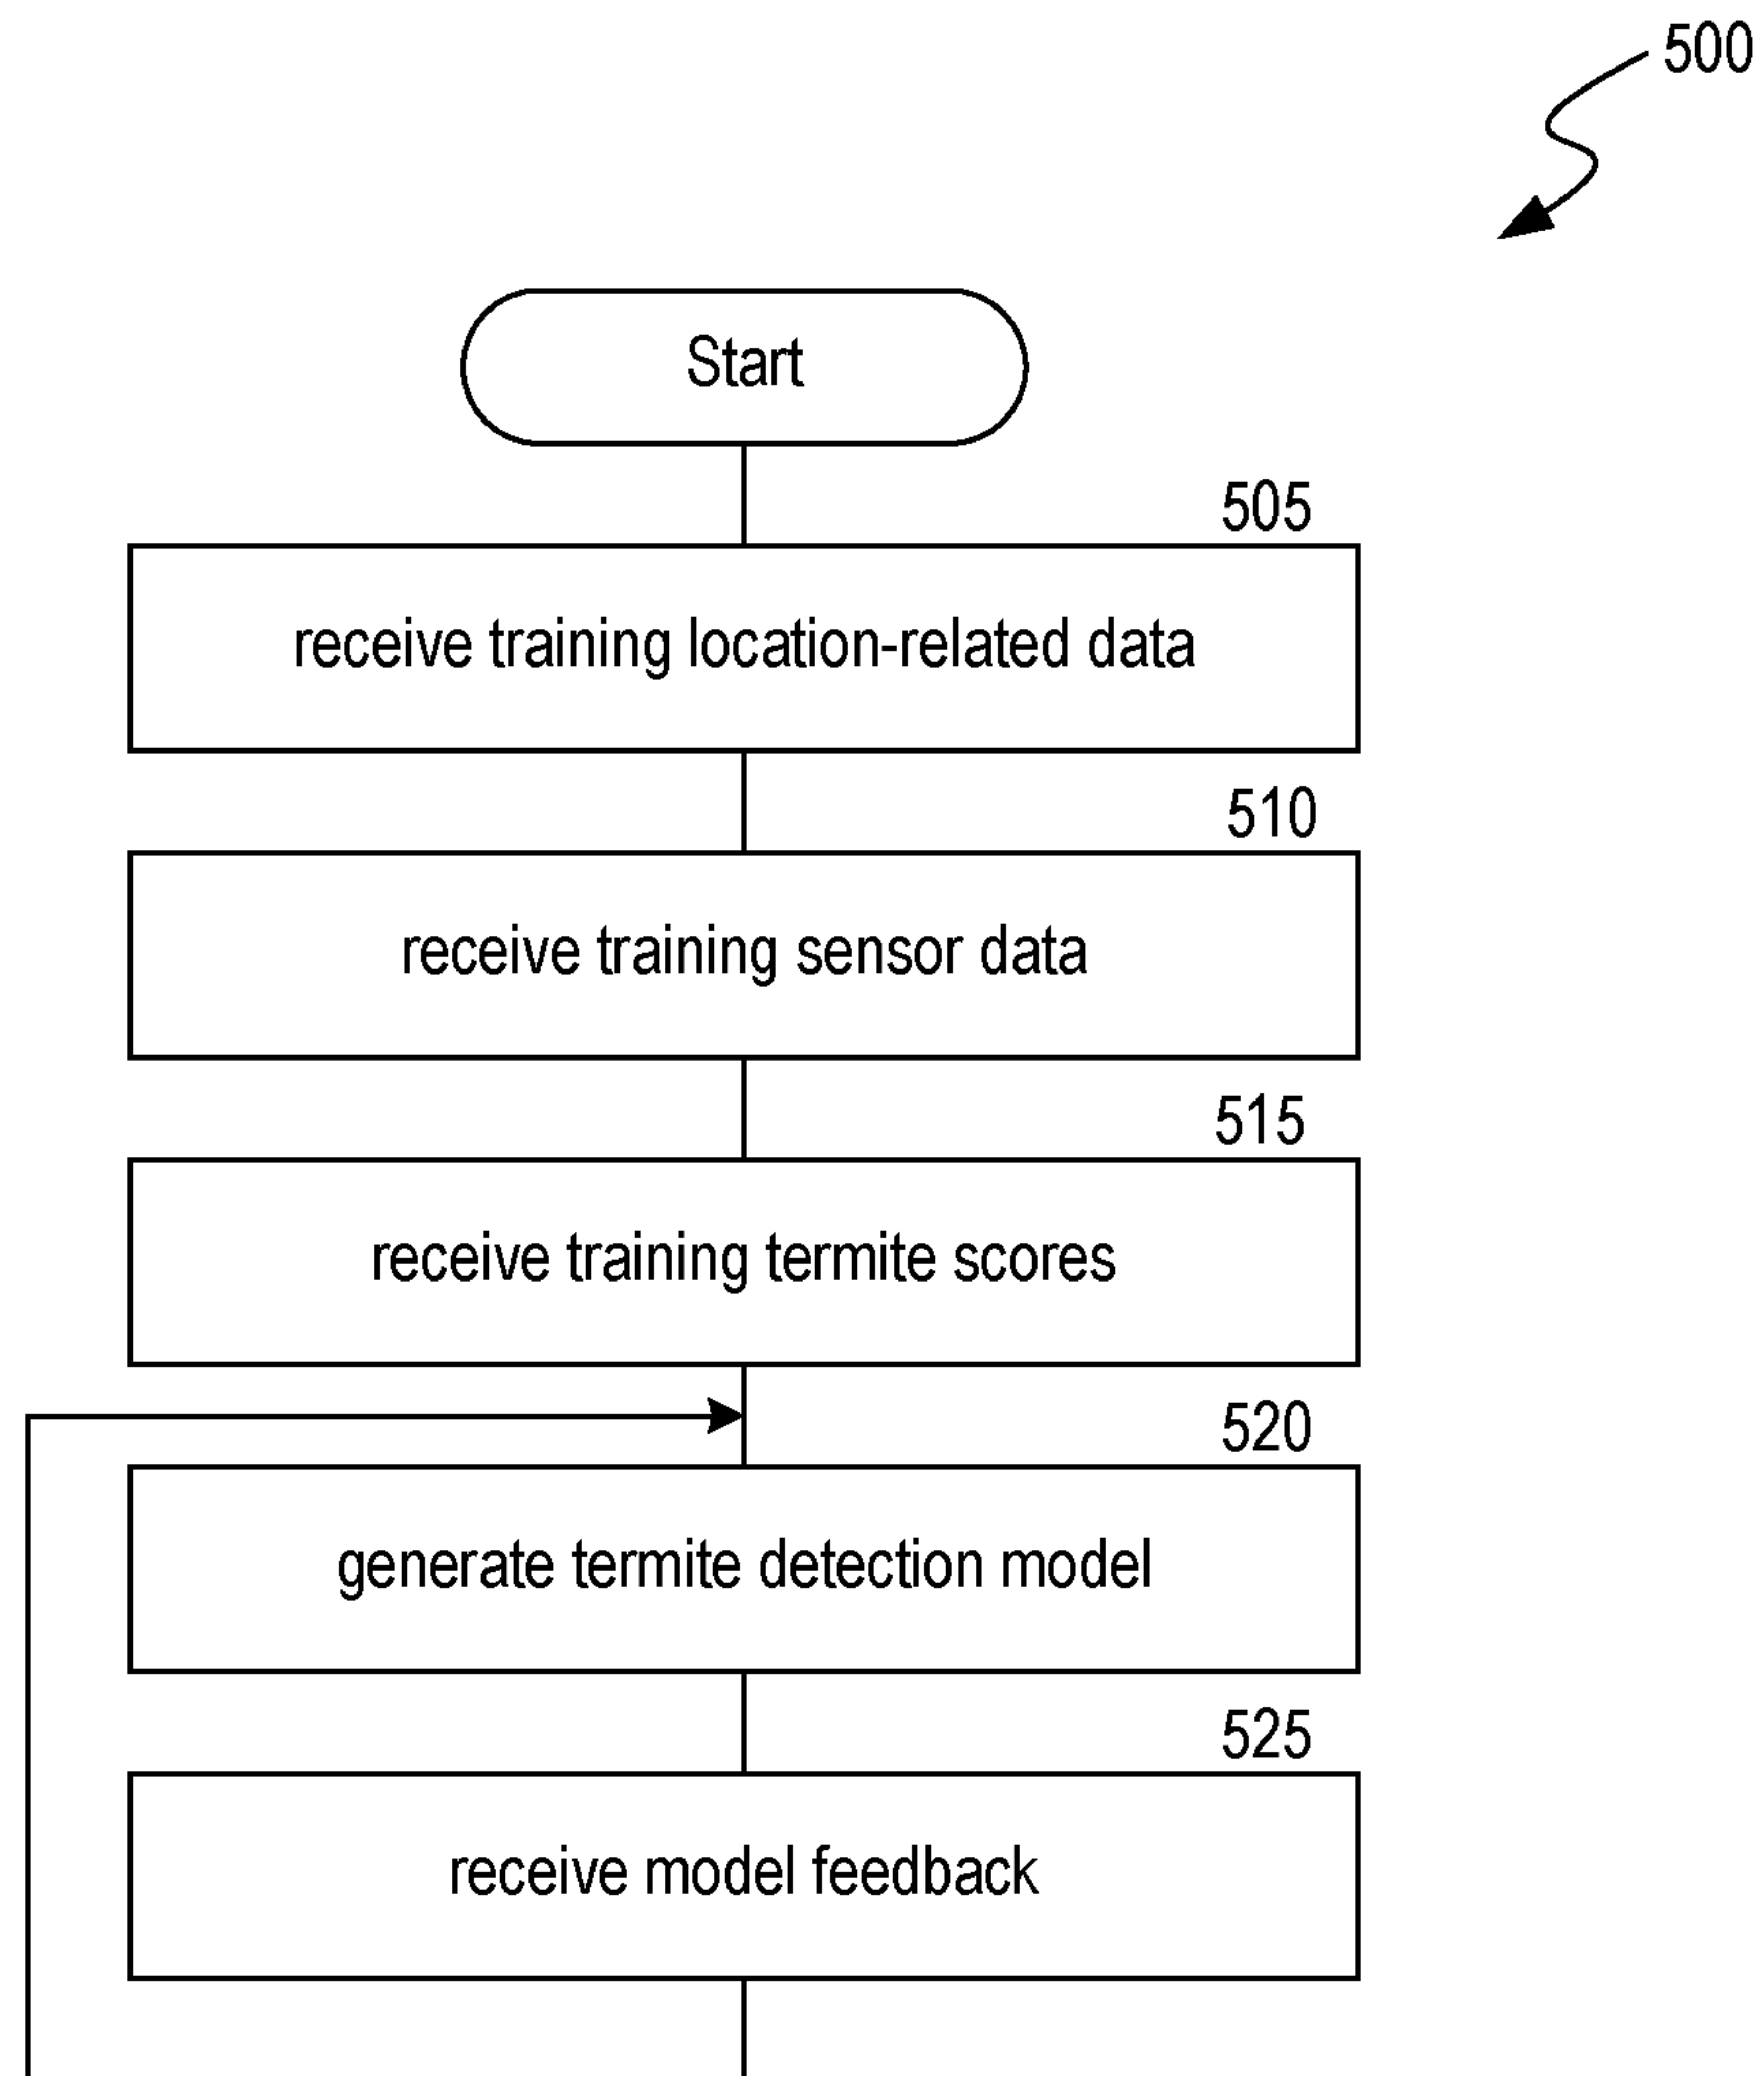 500
Start
505
receive training location-related data
510
receive training sensor data
515
receive training termite scores
520
generate termite detection model
525
receive model feedback